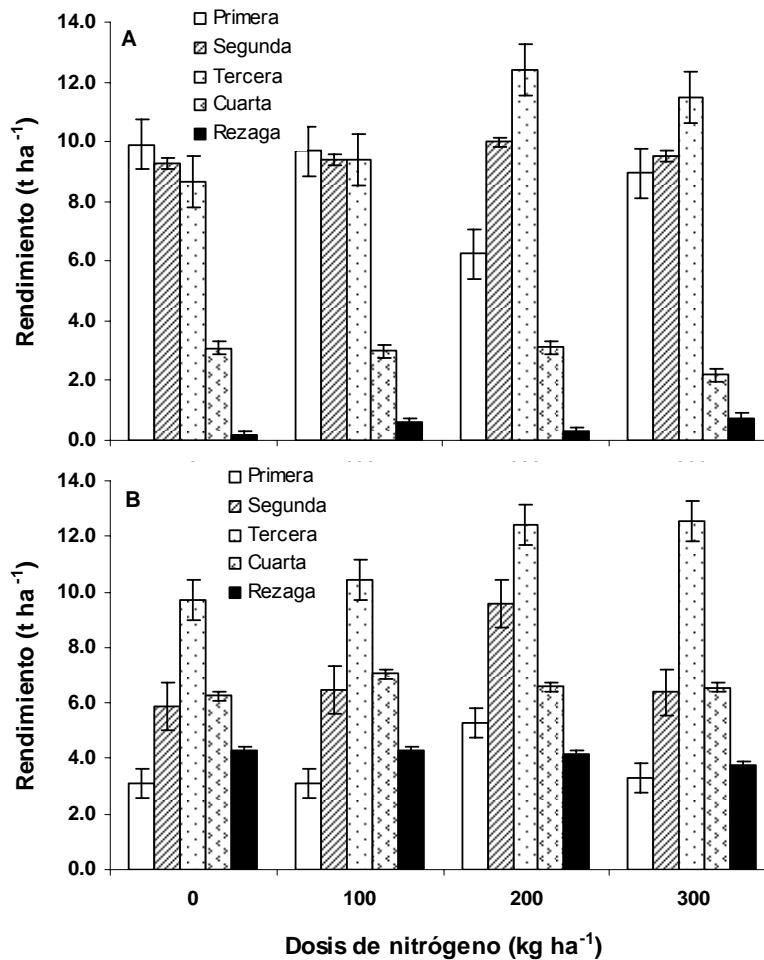 A
Primera
Segunda
Tercera
Cuarta
Rezaga
14.0
12.0
10.0
8.0
6.0
4.0
2.0
0.0
Rendimiento (t ha-1)
B
Primera
Segunda
Tercera
Cuarta
Rezaga
14.0
12.0
10.0
8.0
6.0
4.0
2.0
0.0
Rendimiento (t ha-1)
0 100 200 300
Dosis de nitrógeno (kg ha-1)